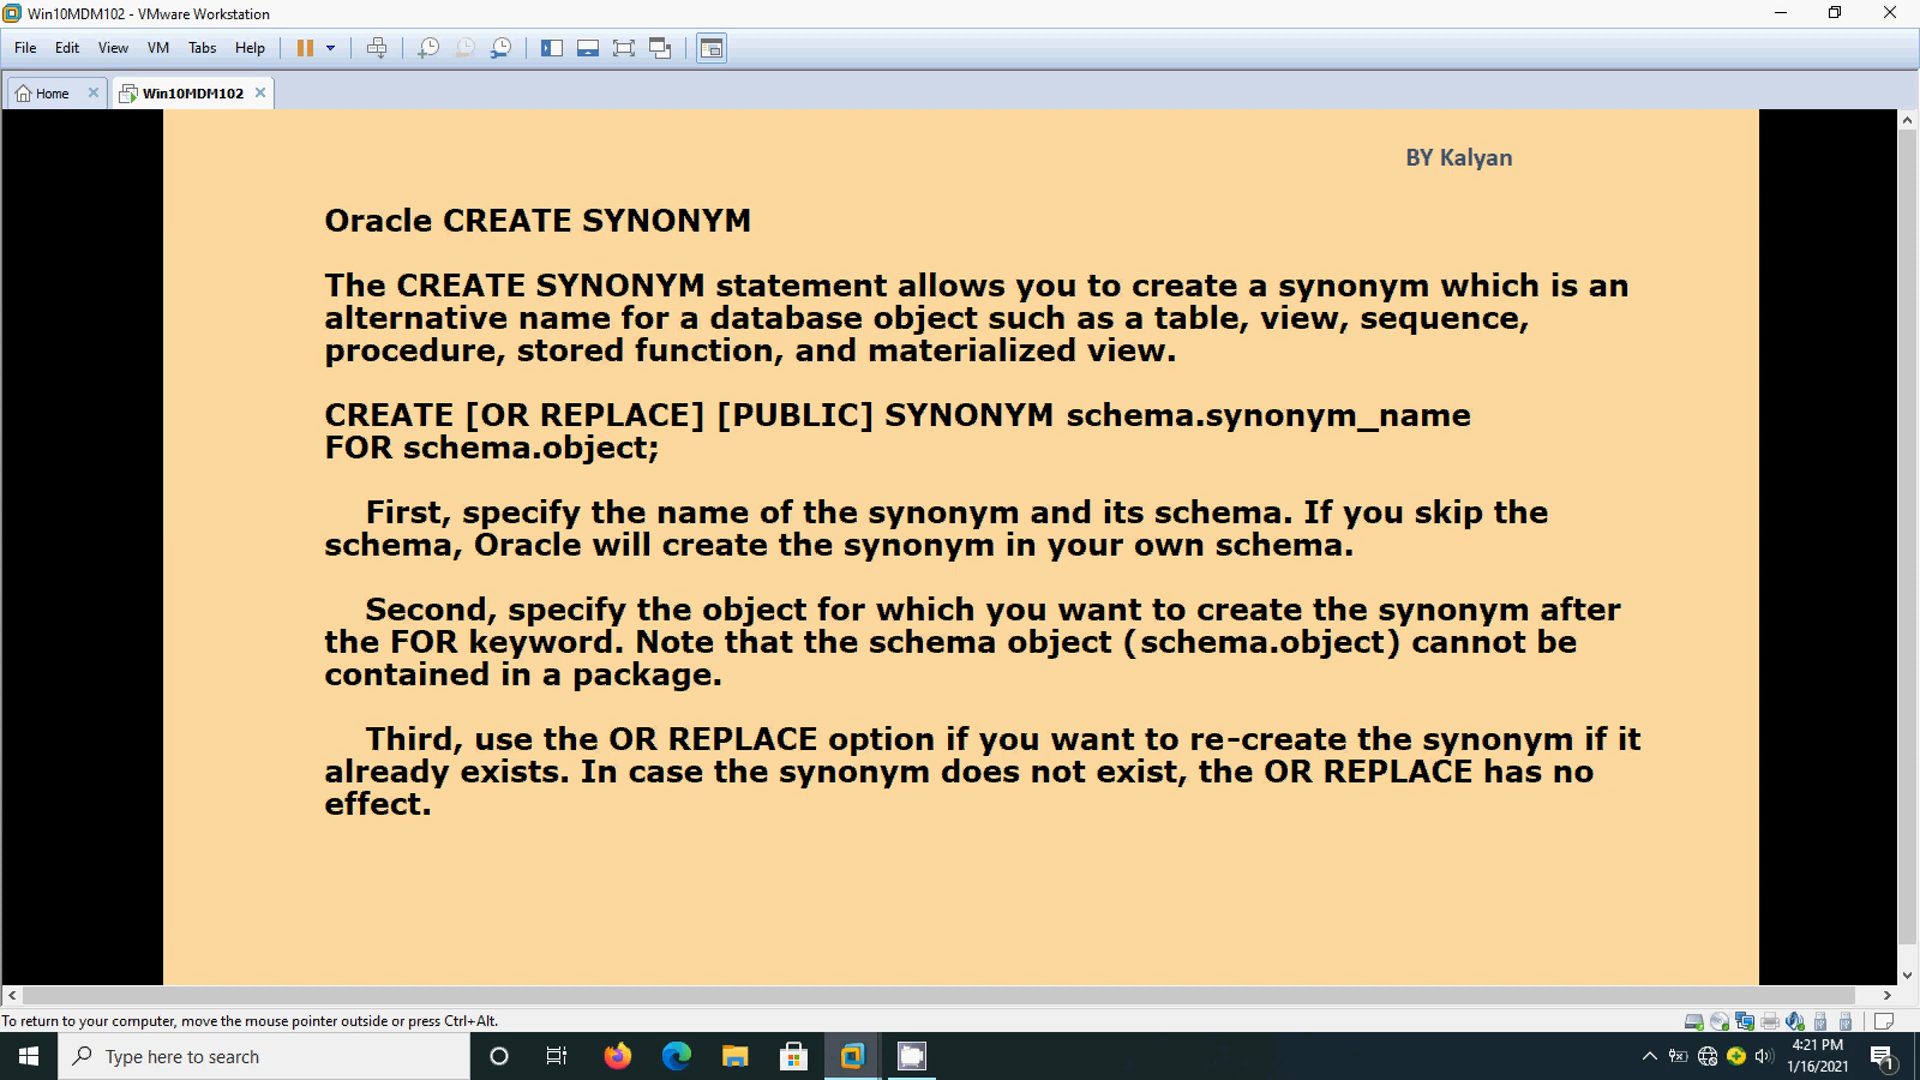 Win10MDM102 - VMware Workstation
File Edit View VM Tabs Help
Home Win10MDM102
BY Kalyan
Oracle CREATE SYNONYM
The CREATE SYNONYM statement allows you to create a synonym which is an
alternative name for a database object such as a table, view, sequence,
procedure, stored function, and materialized view.
CREATE [OR REPLACE] [PUBLIC] SYNONYM schema.synonym_name
FOR schema.object;
First, specify the name of the synonym and its schema. If you skip the
schema, Oracle will create the synonym in your own schema.
Second, specify the object for which you want to create the synonym after
the FOR keyword. Note that the schema object (schema.object) cannot be
contained in a package.
Third, use the OR REPLACE option if you want to re-create the synonym if it
already exists. In case the synonym does not exist, the OR REPLACE has no
effect.
To return to your computer, move the mouse pointer outside or press Ctrl+Alt.
Type here to search
4:21 PM
1/16/2021
1